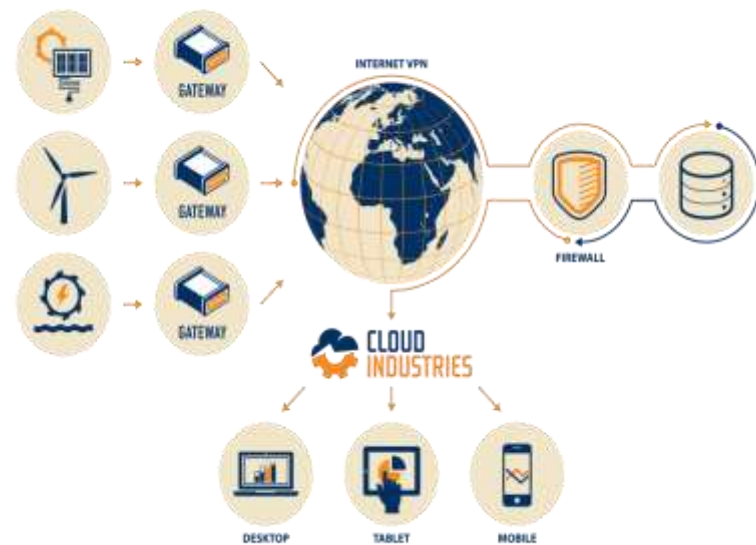 INTERNET VPN
GATEWAY
GATEWAY
GATEWAY
FIREWALL
CLOUD
INDUSTRIES
DESKTOP
TABLET
MOBILE